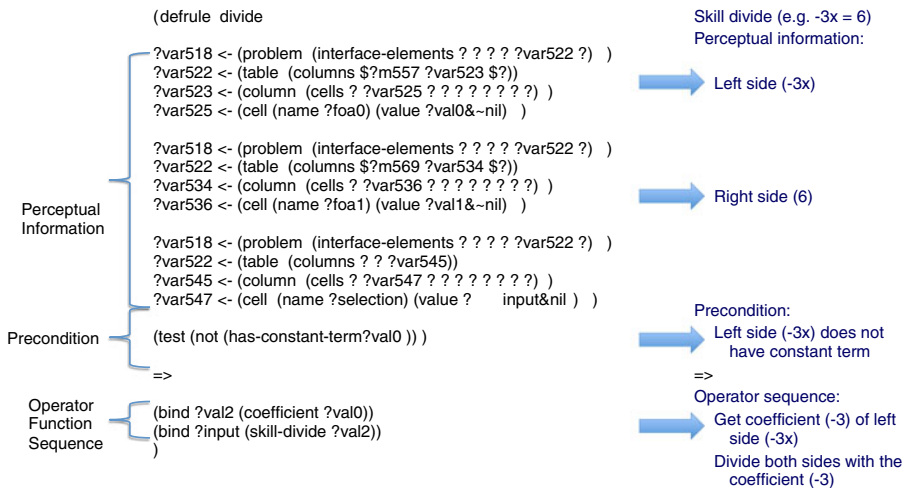 (defrule divide
?var518 <- (problem (interface-elements ? ? ? ? ?var522 ?) )
?var522 <- (table (columns $?m557 ?var523 $?))
?var523 <- (column (cells ? ?var525 ? ? ? ? ? ? ? ?) )
?var525 <- (cell (name ?foa0) (value ?val0&~nil) )
?var518 <- (problem (interface-elements ? ? ? ? ?var522 ?) )
?var522 <- (table (columns $?m569 ?var534 $?))
?var534 <- (column (cells ? ?var536 ? ? ? ? ? ? ? ?) )
?var536 <- (cell (name ?foa1) (value ?val1&~nil) )
?var518 <- (problem (interface-elements ? ? ? ? ?var522 ?) )
?var522 <- (table (columns ? ? ?var545))
?var545 <- (column (cells ? ?var547 ? ? ? ? ? ? ? ?) )
?var547 <- (cell (name ?selection) (value ? input&nil ) )
(test (not (has-constant-term?val0 )) )
=>
(bind ?val2 (coefficient ?val0))
(bind ?input (skill-divide ?val2))
)
Perceptual
Information
Precondition
Operator
Function
Sequence
Skill divide (e.g. -3x = 6)
Perceptual information:
Left side (-3x)
Right side (6)
Precondition:
Left side (-3x) does not
have constant term
=>
Operator sequence:
Get coefficient (-3) of left
side (-3x)
Divide both sides with the
coefficient (-3)